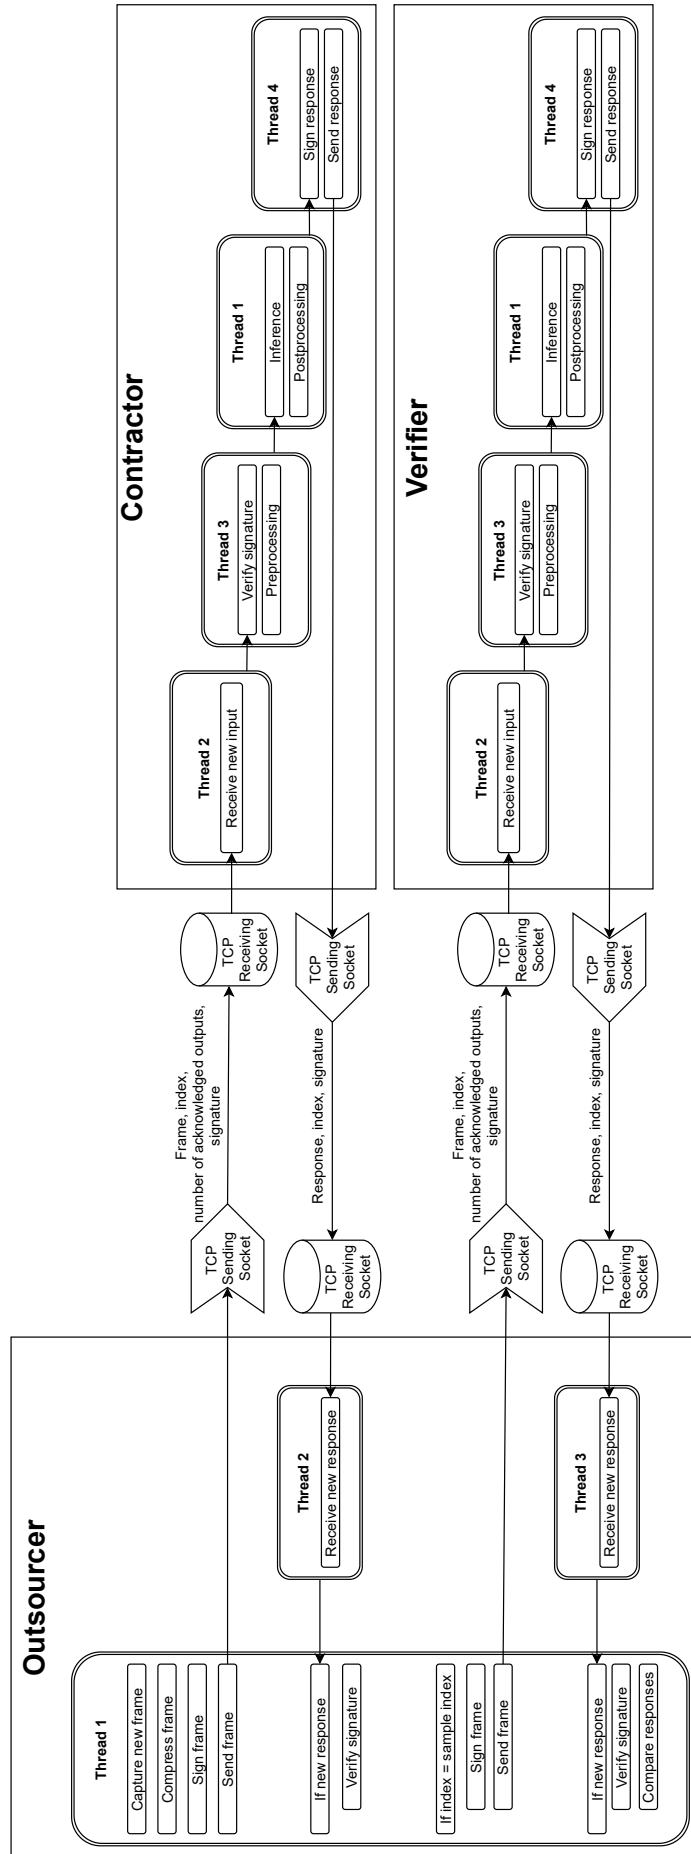 Outsourcer
Thread 1
Capture new frame
Compress frame
Sign frame
Send frame
If new response
Verify signature
If index = sample index
Sign frame
Send frame
If new response
Verify signature
Compare responses
Thread 2
Receive new response
Thread 3
Receive new response
TCP
Sending
Socket
Frame, index,
number of acknowledged outputs,
signature
TCP
Receiving
Socket
TCP
Receiving
Socket
Response, index, signature
TCP
Sending
Socket
Contractor
Thread 2
Receive new input
Thread 3
Verify signature
Preprocessing
Thread 1
Inference
Postprocessing
Thread 4
Sign response
Send response
TCP
Sending
Socket
Frame, index,
number of acknowledged outputs,
signature
TCP
Receiving
Socket
TCP
Receiving
Socket
Response, index, signature
TCP
Sending
Socket
Verifier
Thread 2
Receive new input
Thread 3
Verify signature
Preprocessing
Thread 1
Inference
Postprocessing
Thread 4
Sign response
Send response